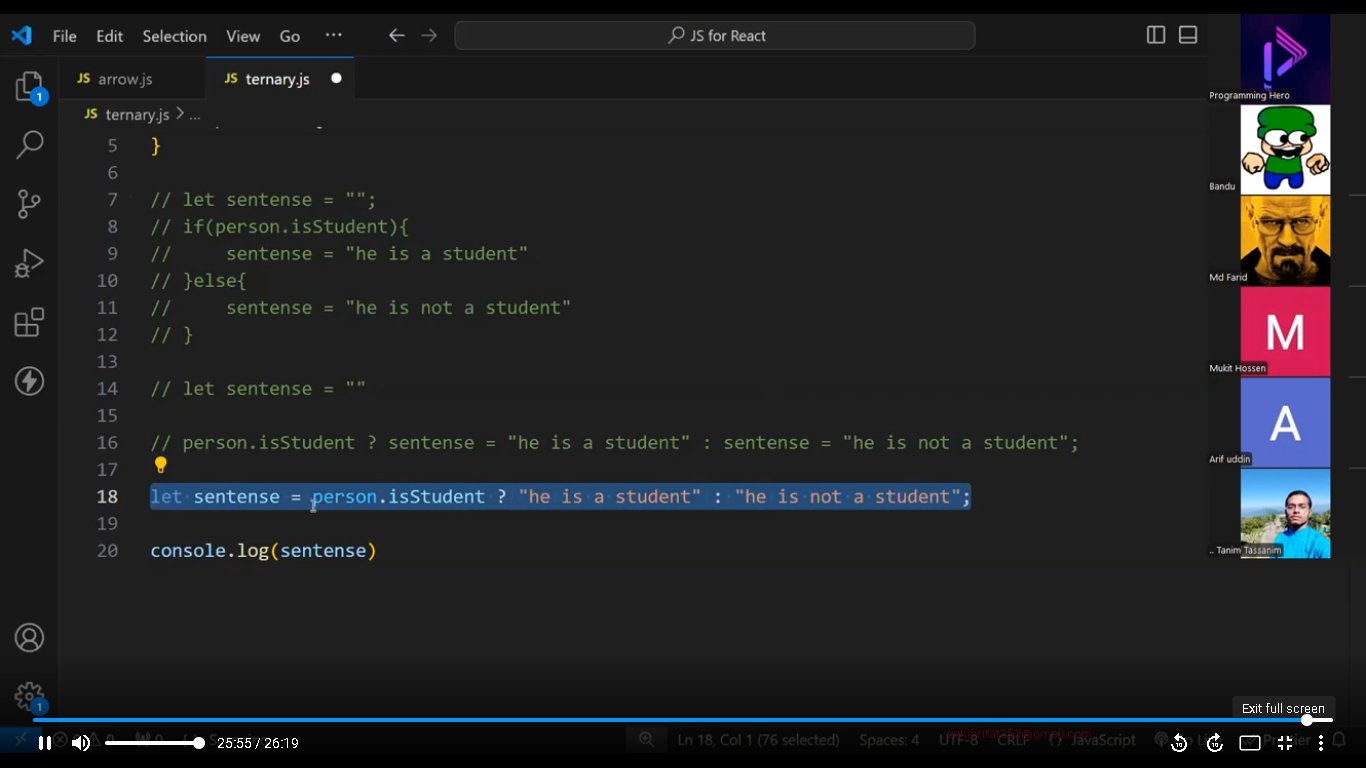 File Edit Selection View Go ··· JS for React
JS arrow.js JS ternary.js
JS ternary.js > ...
5 }
6
7 // let sentense = "";
8 // if(person.isStudent){
9 // sentense = "he is a student"
10 // }else{
11 // sentense = "he is not a student"
12 // }
13
14 // let sentense = ""
15
16 // person.isStudent ? sentense = "he is a student" : sentense = "he is not a student";
17
18 let sentense = person.isStudent ? "he is a student" : "he is not a student";
19
20 console.log(sentense)
1
1
Programming Hero
Bandu
Md Farid
M
Mukit Hossen
A
Arif uddin
.. Tanim Tassanim
Exit full screen
25:55 / 26:19
Ln 18, Col 1 (76 selected) Spaces: 4 UTF-8 CRLF {} JavaScript Prettier
10 10